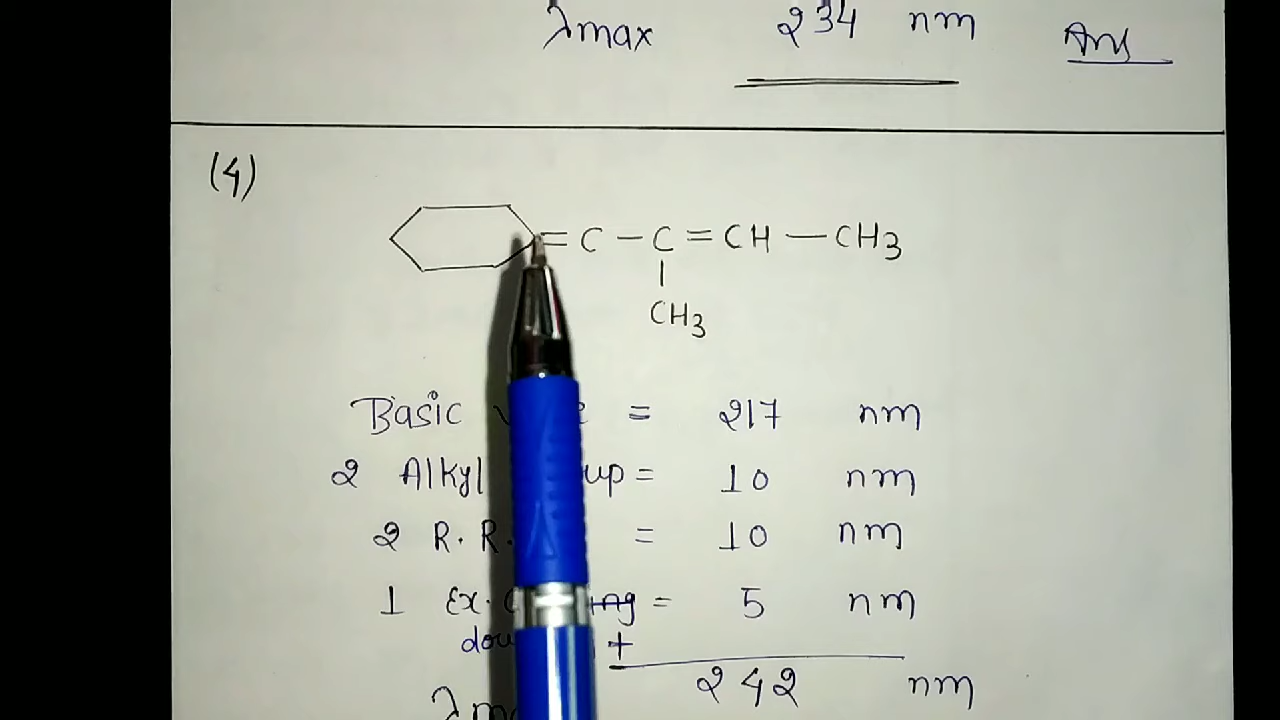 λmax 234 nm Ans
(4)
=C – C = CH — CH3
CH3
Basic = 217 nm
2 Alkyl up = 10 nm
2 R. R. = 10 nm
1 Ex. = 5 nm
+
242 nm